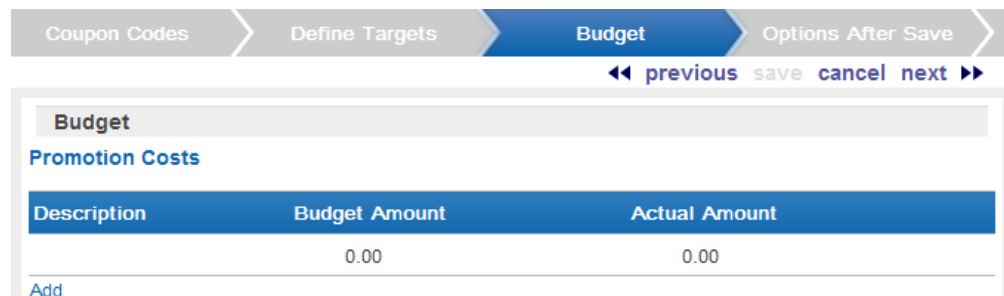 Coupon Codes Define Targets Budget Options After Save
previous save cancel next
Budget
Promotion Costs
Description Budget Amount Actual Amount
0.00 0.00
Add